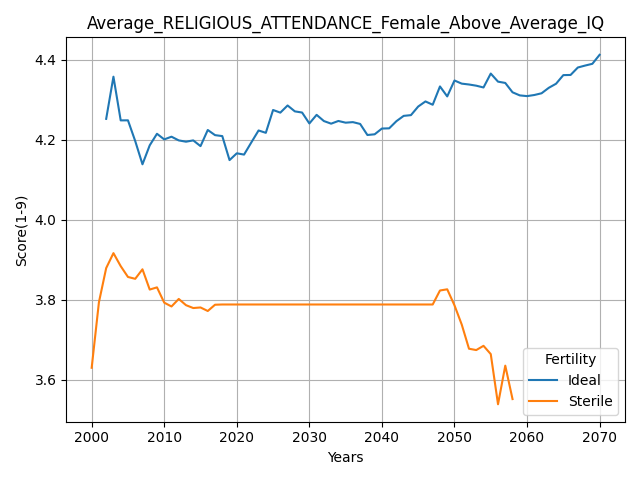 Average_RELIGIOUS_ATTENDANCE_Female_Above_Average_IQ
Score(1-9)
4.4
4.2
4.0
3.8
3.6
2000 2010 2020 2030 2040 2050 2060 2070
Years
Fertility
Ideal
Sterile